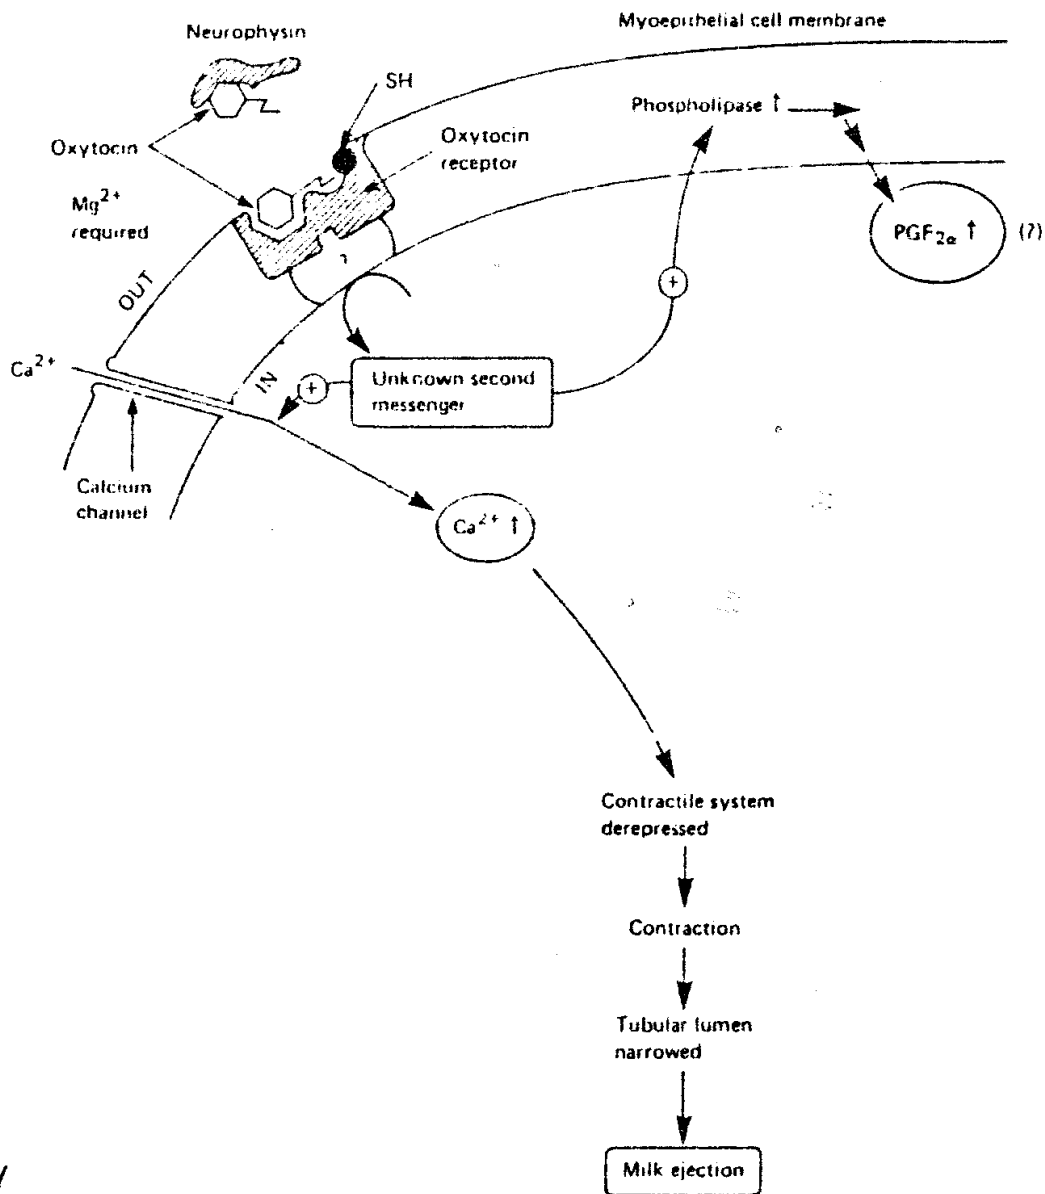 Neurophysin
Myoepithelial cell membrane
SH
Phospholipase ↑
Oxytocin
Oxytocin
receptor
Mg²⁺
required
PGF₂α ↑ (?)
?
OUT
+
Ca²⁺
IN
+
Unknown second
messenger
Calcium
channel
Ca²⁺ ↑
Contractile system
derepressed
Contraction
Tubular lumen
narrowed
Milk ejection